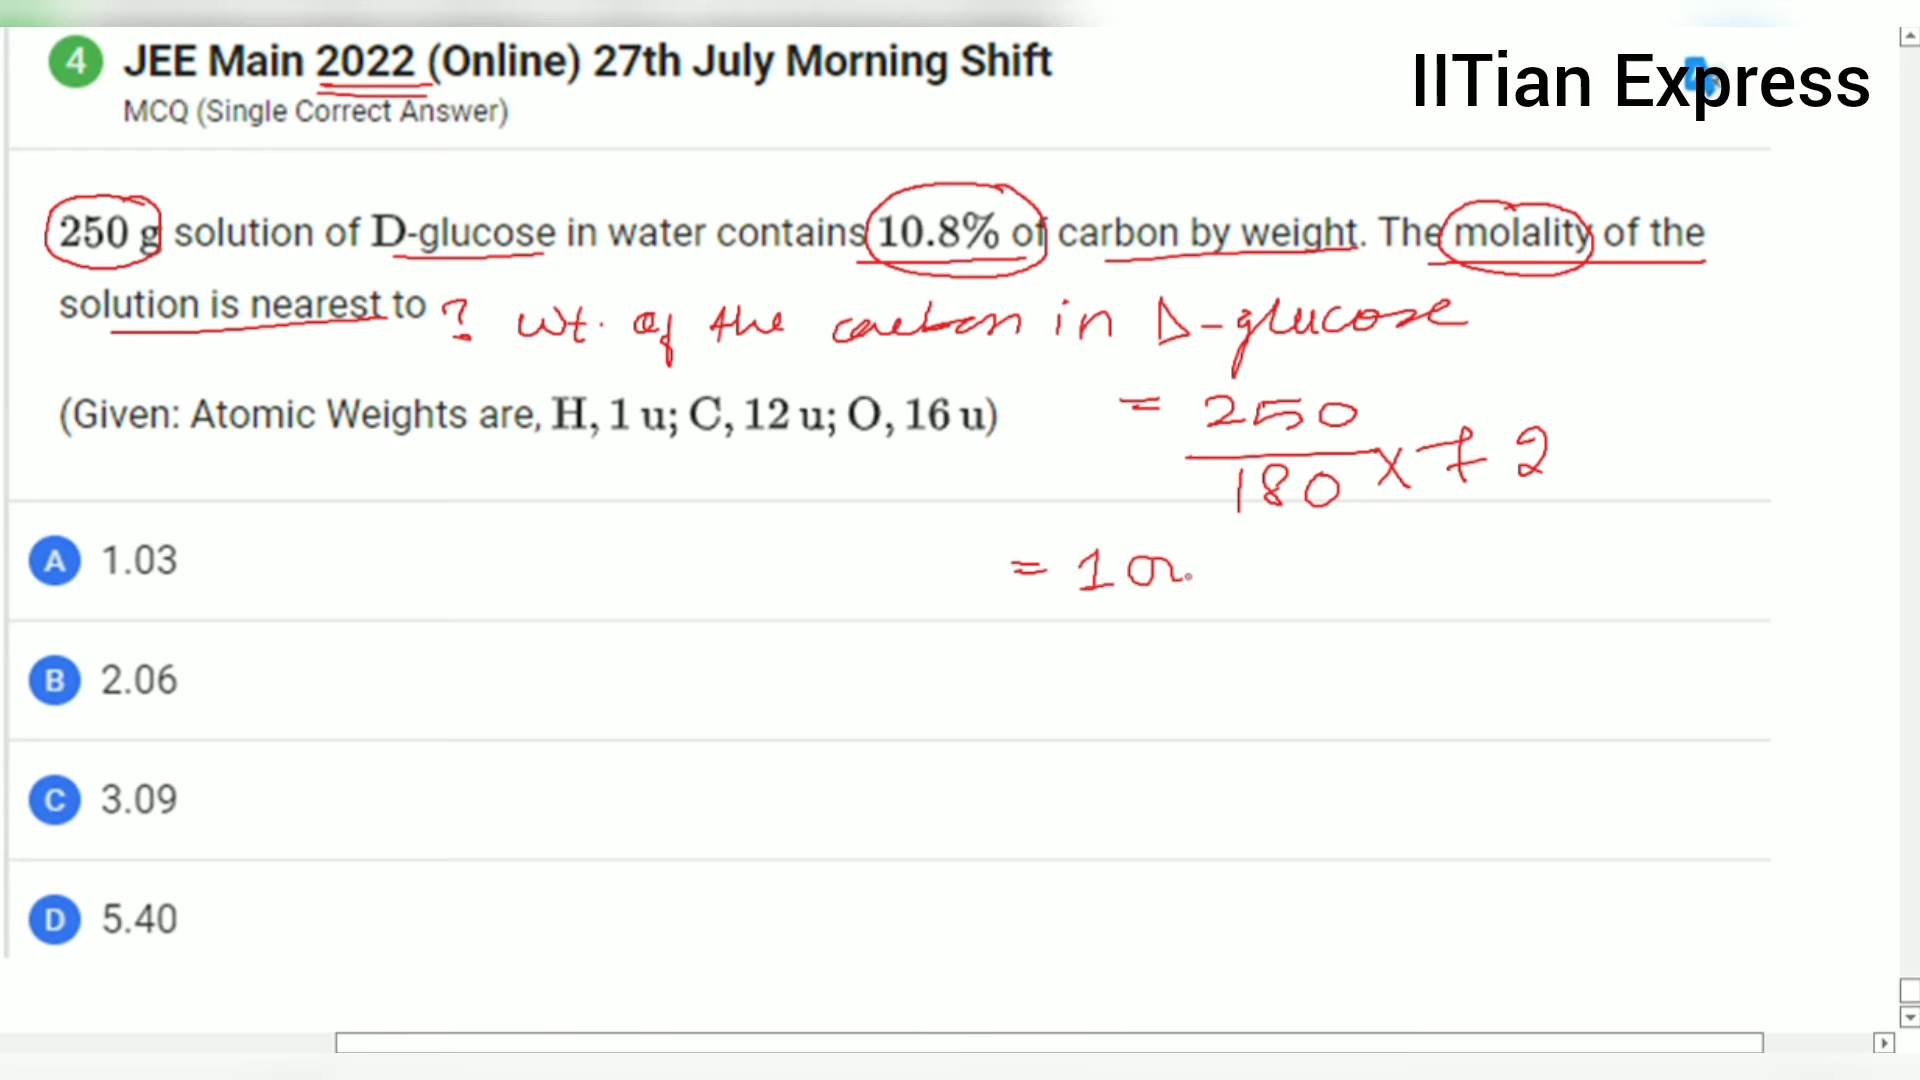 4 JEE Main 2022 (Online) 27th July Morning Shift
IITian Express
MCQ (Single Correct Answer)
250 g solution of D-glucose in water contains 10.8% of carbon by weight. The molality of the
solution is nearest to ? wt. of the carbon in D-glucose
(Given: Atomic Weights are, H, 1 u; C, 12 u; O, 16 u)
= 250
180 × 72
A 1.03
= 10
B 2.06
C 3.09
D 5.40